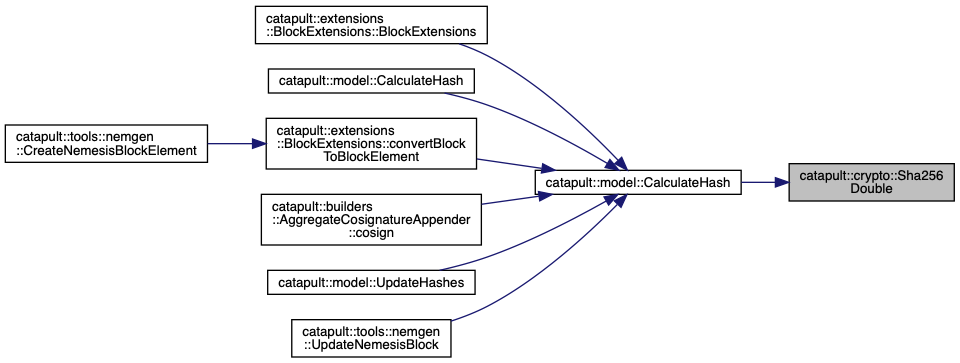 catapult::extensions
::BlockExtensions::BlockExtensions
catapult::model::CalculateHash
catapult::tools::nemgen
::CreateNemesisBlockElement
catapult::extensions
::BlockExtensions::convertBlock
ToBlockElement
catapult::model::CalculateHash
catapult::crypto::Sha256
Double
catapult::builders
::AggregateCosignatureAppender
::cosign
catapult::model::UpdateHashes
catapult::tools::nemgen
::UpdateNemesisBlock